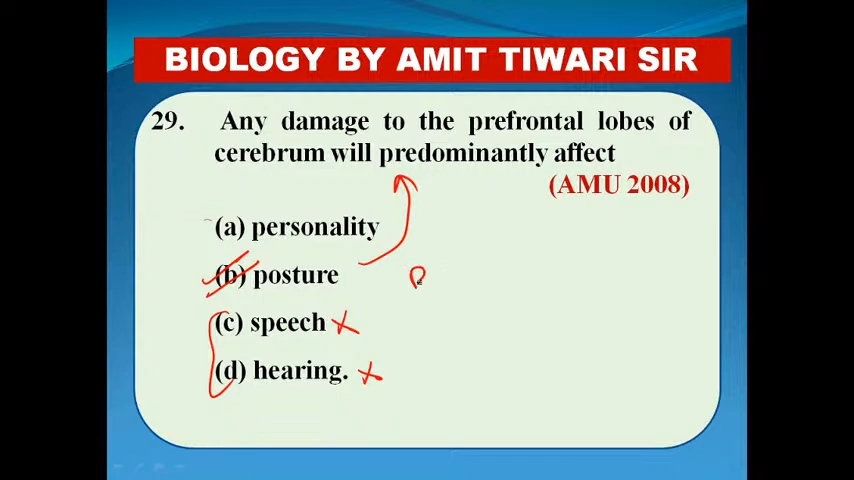 BIOLOGY BY AMIT TIWARI SIR
29. Any damage to the prefrontal lobes of
cerebrum will predominantly affect
(AMU 2008)
(a) personality
(b) posture
(c) speech
(d) hearing.